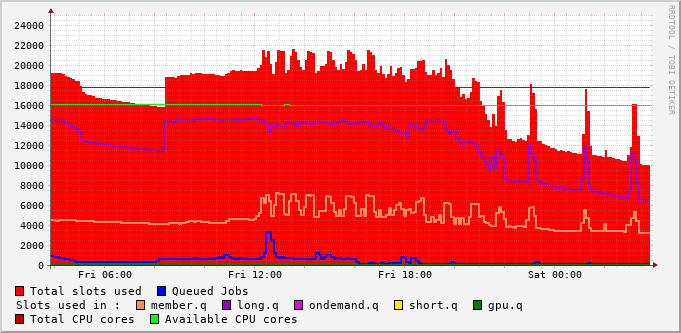 RRDTOOL / TOBI OETIKER
24000
22000
20000
18000
16000
14000
12000
10000
8000
6000
4000
2000
0
Fri 06:00 Fri 12:00 Fri 18:00 Sat 00:00
Total slots used Queued Jobs
Slots used in : member.q long.q ondemand.q short.q gpu.q
Total CPU cores Available CPU cores